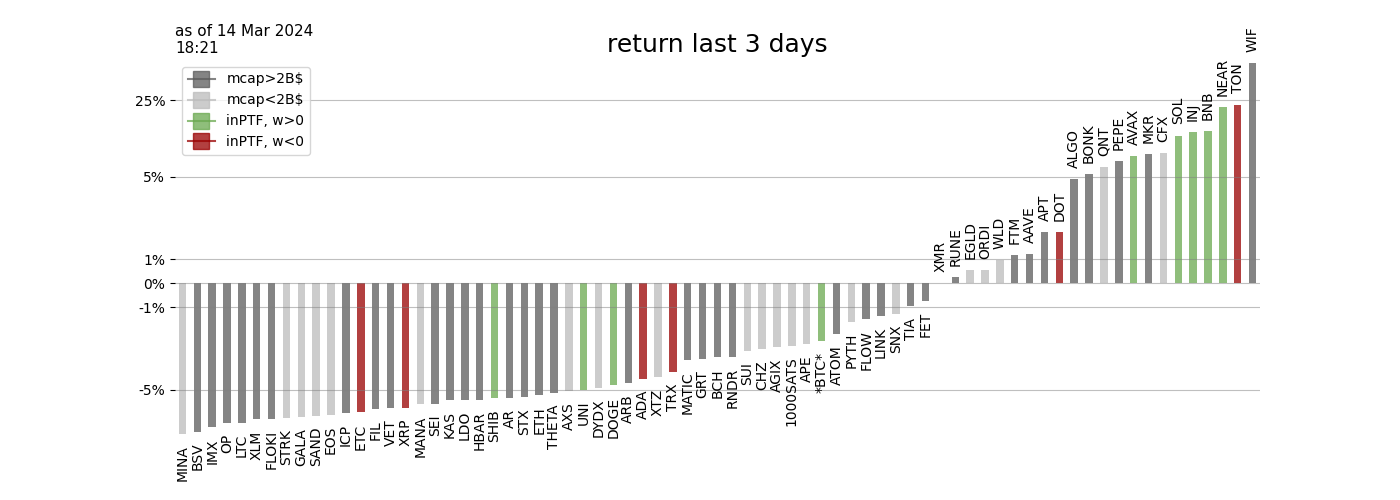 as of 14 Mar 2024
18:21
return last 3 days
mcap>2B$
mcap<2B$
inPTF, w>0
inPTF, w<0
25%
5%
1%
0%
-1%
-5%
MINA
BSV
IMX
OP
LTC
XLM
FLOKI
STRK
GALA
SAND
EOS
ICP
ETC
FIL
VET
XRP
MANA
SEI
KAS
LDO
HBAR
SHIB
AR
STX
ETH
THETA
AXS
UNI
DYDX
DOGE
ARB
ADA
XTZ
TRX
MATIC
GRT
BCH
RNDR
SUI
CHZ
AGIX
1000SATS
APE
*BTC*
ATOM
PYTH
FLOW
LINK
SNX
TIA
FET
XMR
RUNE
EGLD
ORDI
WLD
FTM
AAVE
APT
DOT
ALGO
BONK
QNT
PEPE
AVAX
MKR
CFX
SOL
INJ
BNB
NEAR
TON
WIF